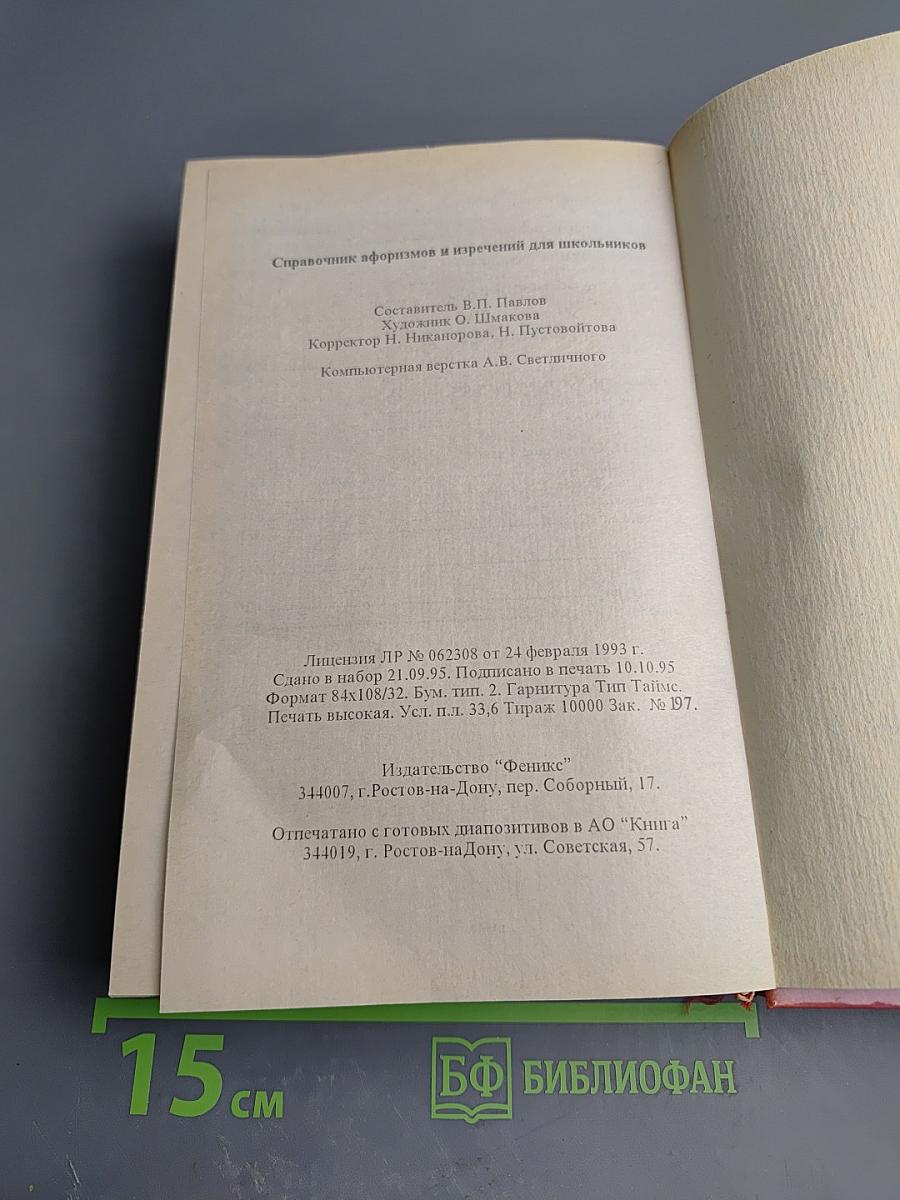 Справочник афоризмов и изречений для школьников
Составитель В.П. Павлов
Художник О. Шмакова
Корректор Н. Никанорова, Н. Пустовойтова
Компьютерная верстка А.В. Светличного
Лицензия ЛР № 062308 от 24 февраля 1993 г.
Сдано в набор 21.09.95. Подписано в печать 10.10.95
Формат 84х108/32. Бум. тип. 2. Гарнитура Тип Таймс.
Печать высокая. Усл. п.л. 33,6 Тираж 10000 Зак. № 197.
Издательство “Феникс”
344007, г.Ростов-на-Дону, пер. Соборный, 17.
Отпечатано с готовых диапозитивов в АО “Книга”
344019, г. Ростов-наДону, ул. Советская, 57.
15 см
БФ БИБЛИОФАН